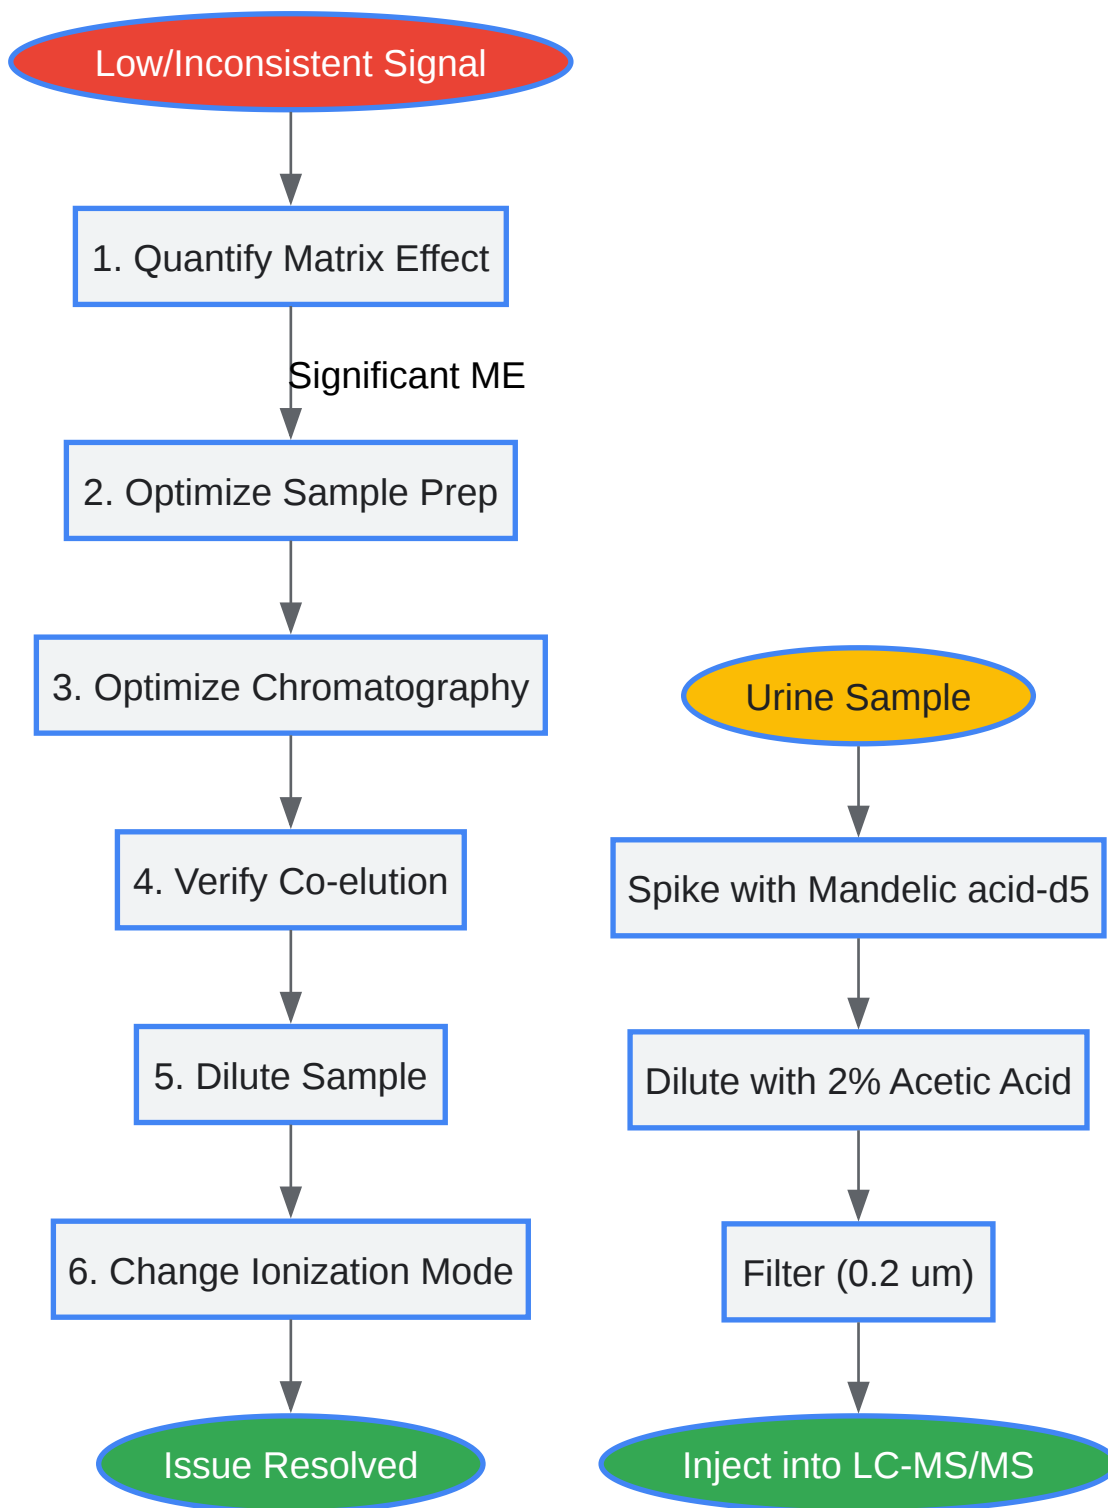 Low/Inconsistent Signal
1. Quantify Matrix Effect
Significant ME
2. Optimize Sample Prep
3. Optimize Chromatography
4. Verify Co-elution
5. Dilute Sample
6. Change Ionization Mode
Issue Resolved
Urine Sample
Spike with Mandelic acid-d5
Dilute with 2% Acetic Acid
Filter (0.2 um)
Inject into LC-MS/MS